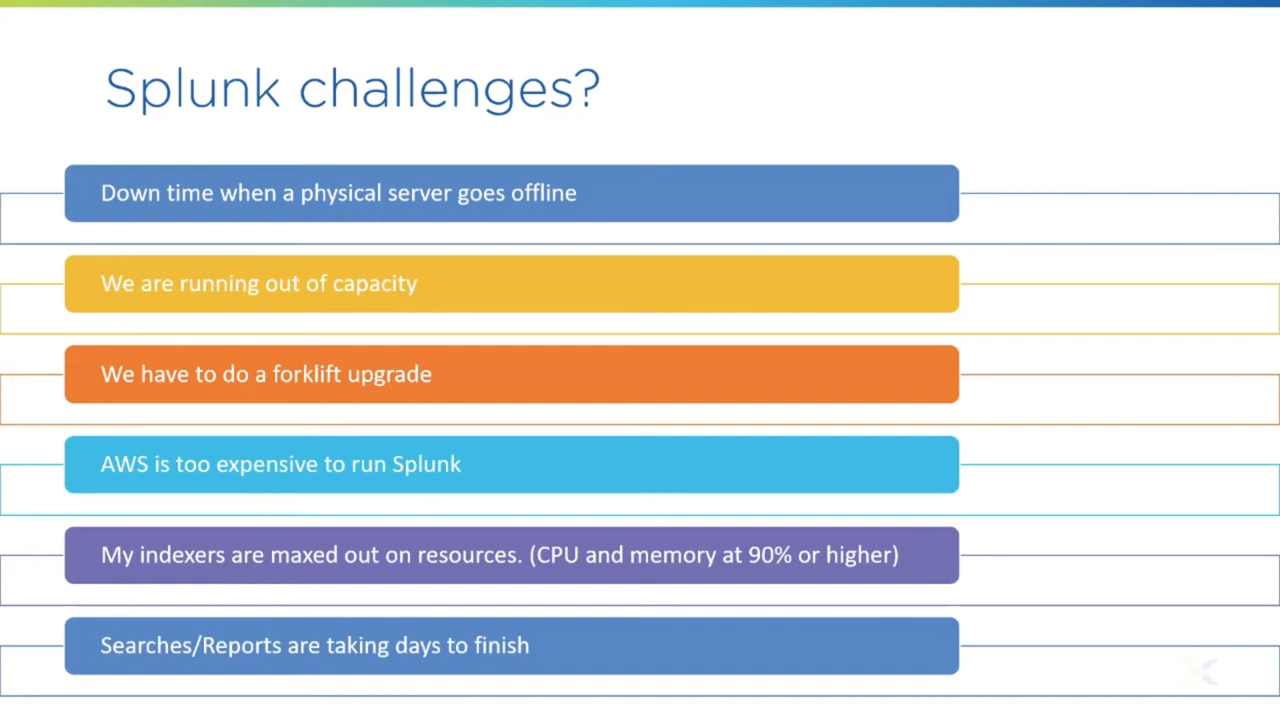 Splunk challenges?
Down time when a physical server goes offline
We are running out of capacity
We have to do a forklift upgrade
AWS is too expensive to run Splunk
My indexers are maxed out on resources. (CPU and memory at 90% or higher)
Searches/Reports are taking days to finish